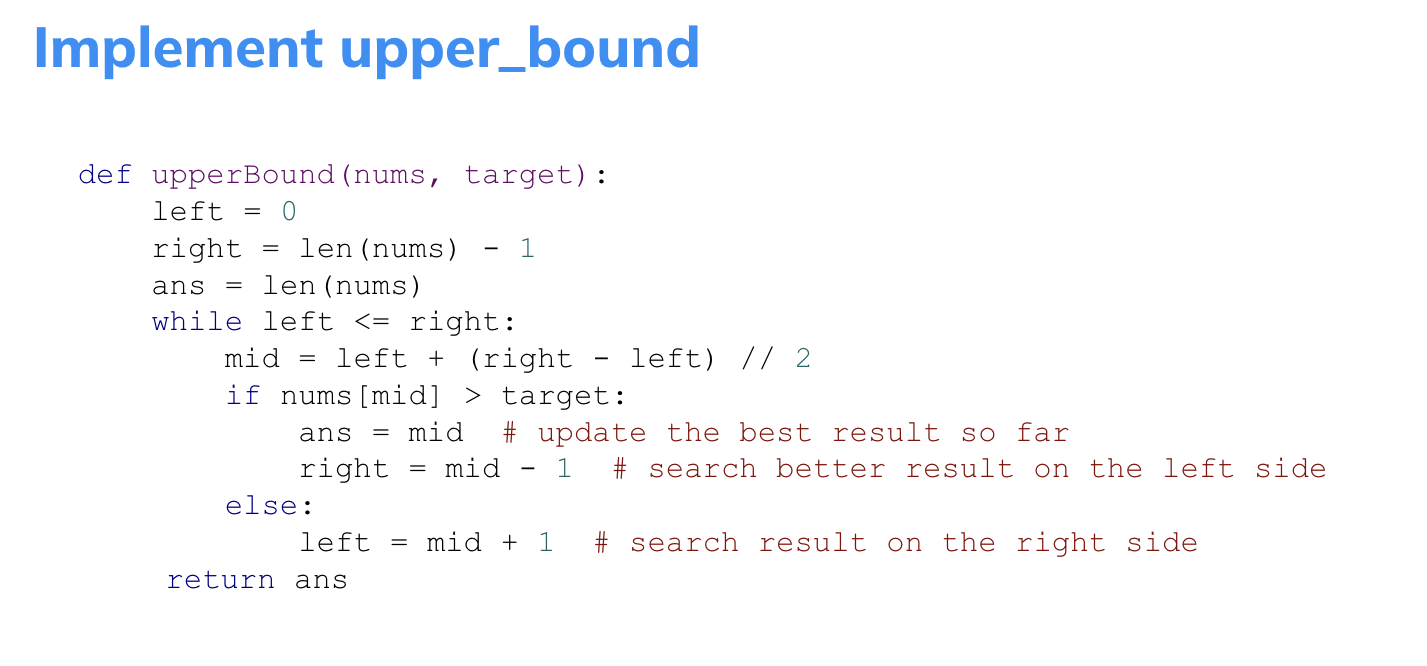 Implement upper_bound
def upperBound(nums, target):
    left = 0
    right = len(nums) - 1
    ans = len(nums)
    while left <= right:
        mid = left + (right - left) // 2
        if nums[mid] > target:
            ans = mid  # update the best result so far
            right = mid - 1  # search better result on the left side
        else:
            left = mid + 1  # search result on the right side
     return ans